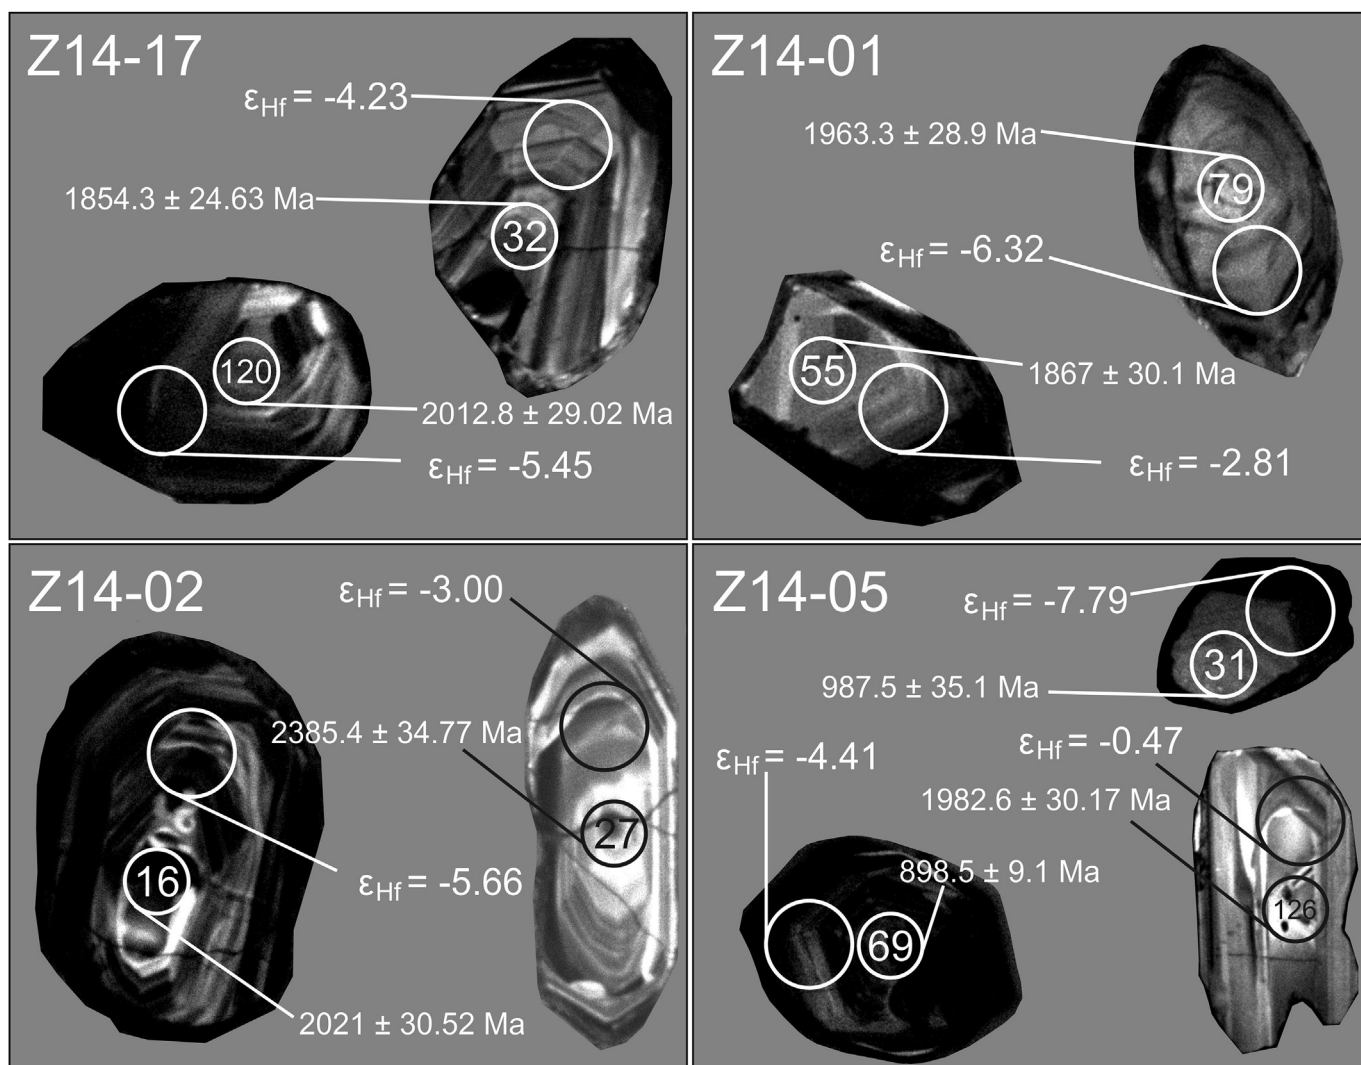 Z14-17
εHf = -4.23
1854.3 ± 24.63 Ma
32
120
2012.8 ± 29.02 Ma
εHf = -5.45
Z14-01
1963.3 ± 28.9 Ma
79
εHf = -6.32
55
1867 ± 30.1 Ma
εHf = -2.81
Z14-02
εHf = -3.00
2385.4 ± 34.77 Ma
27
16
εHf = -5.66
2021 ± 30.52 Ma
Z14-05
εHf = -7.79
31
987.5 ± 35.1 Ma
εHf = -0.47
εHf = -4.41
1982.6 ± 30.17 Ma
898.5 ± 9.1 Ma
126
69